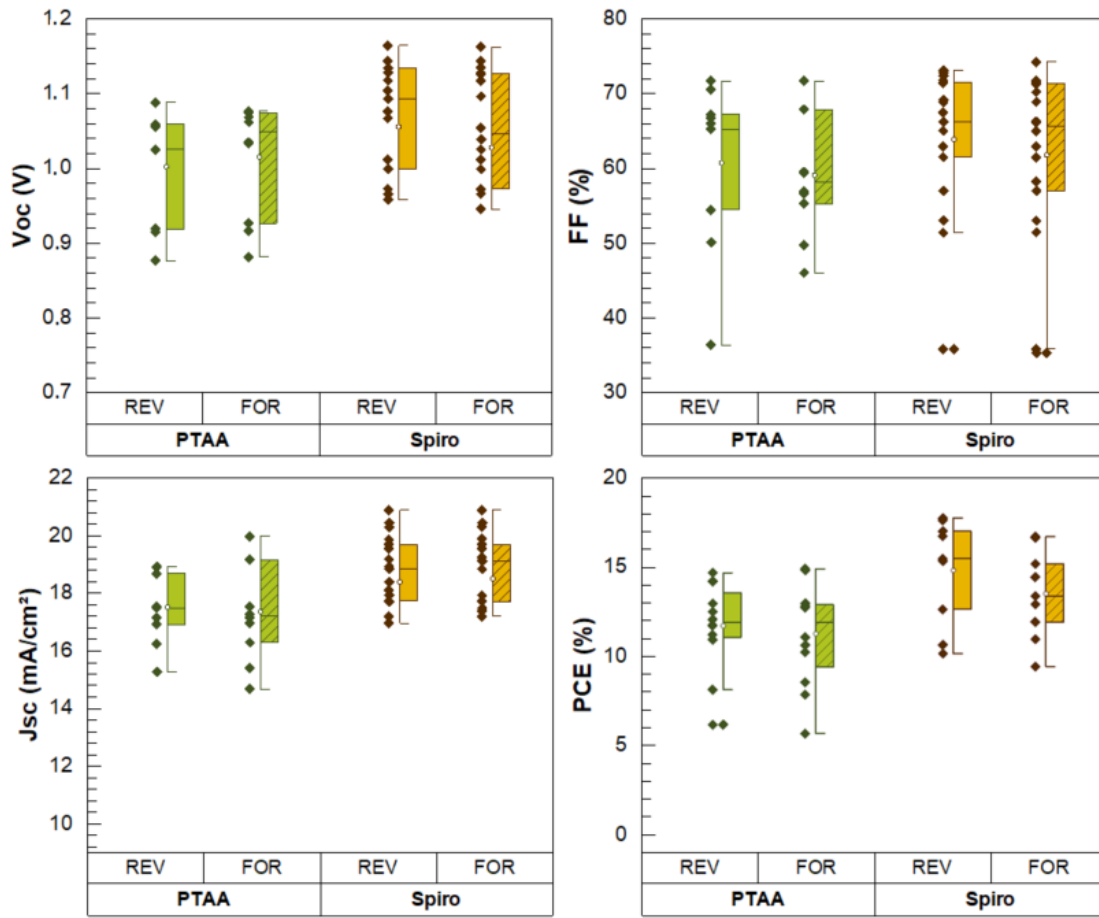 Voc (V)
1.2
1.1
1.0
0.9
0.8
0.7
REV FOR REV FOR
PTAA Spiro
FF (%)
80
70
60
50
40
30
REV FOR REV FOR
PTAA Spiro
Jsc (mA/cm²)
22
20
18
16
14
12
10
REV FOR REV FOR
PTAA Spiro
PCE (%)
20
15
10
5
0
REV FOR REV FOR
PTAA Spiro